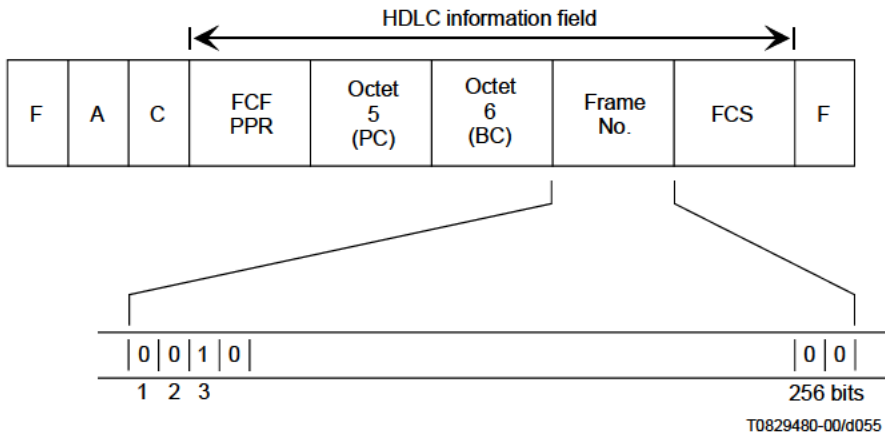 HDLC information field
F A C FCF PPR Octet 5 (PC) Octet 6 (BC) Frame No. FCS F
0 0 1 0 0 0
1 2 3 256 bits
T0829480-00/d055